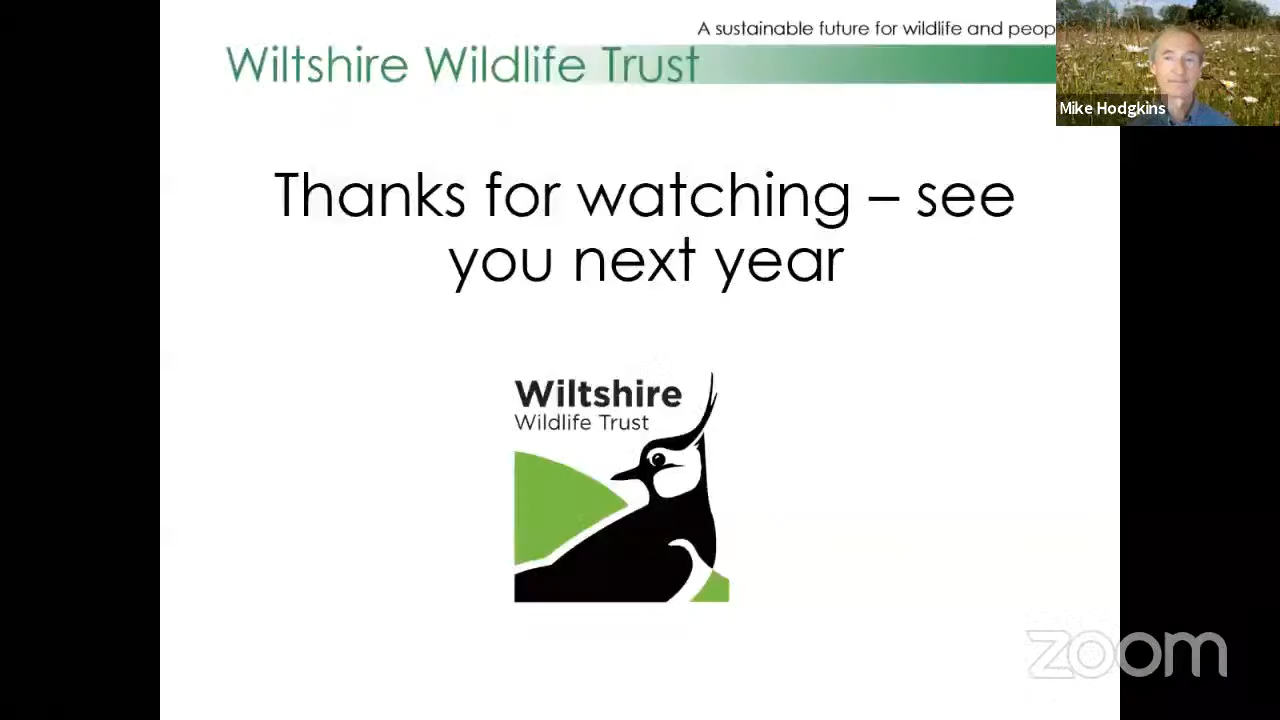 A sustainable future for wildlife and peop
Wiltshire Wildlife Trust
Mike Hodgkins
Thanks for watching – see
you next year
Wiltshire
Wildlife Trust
zoom